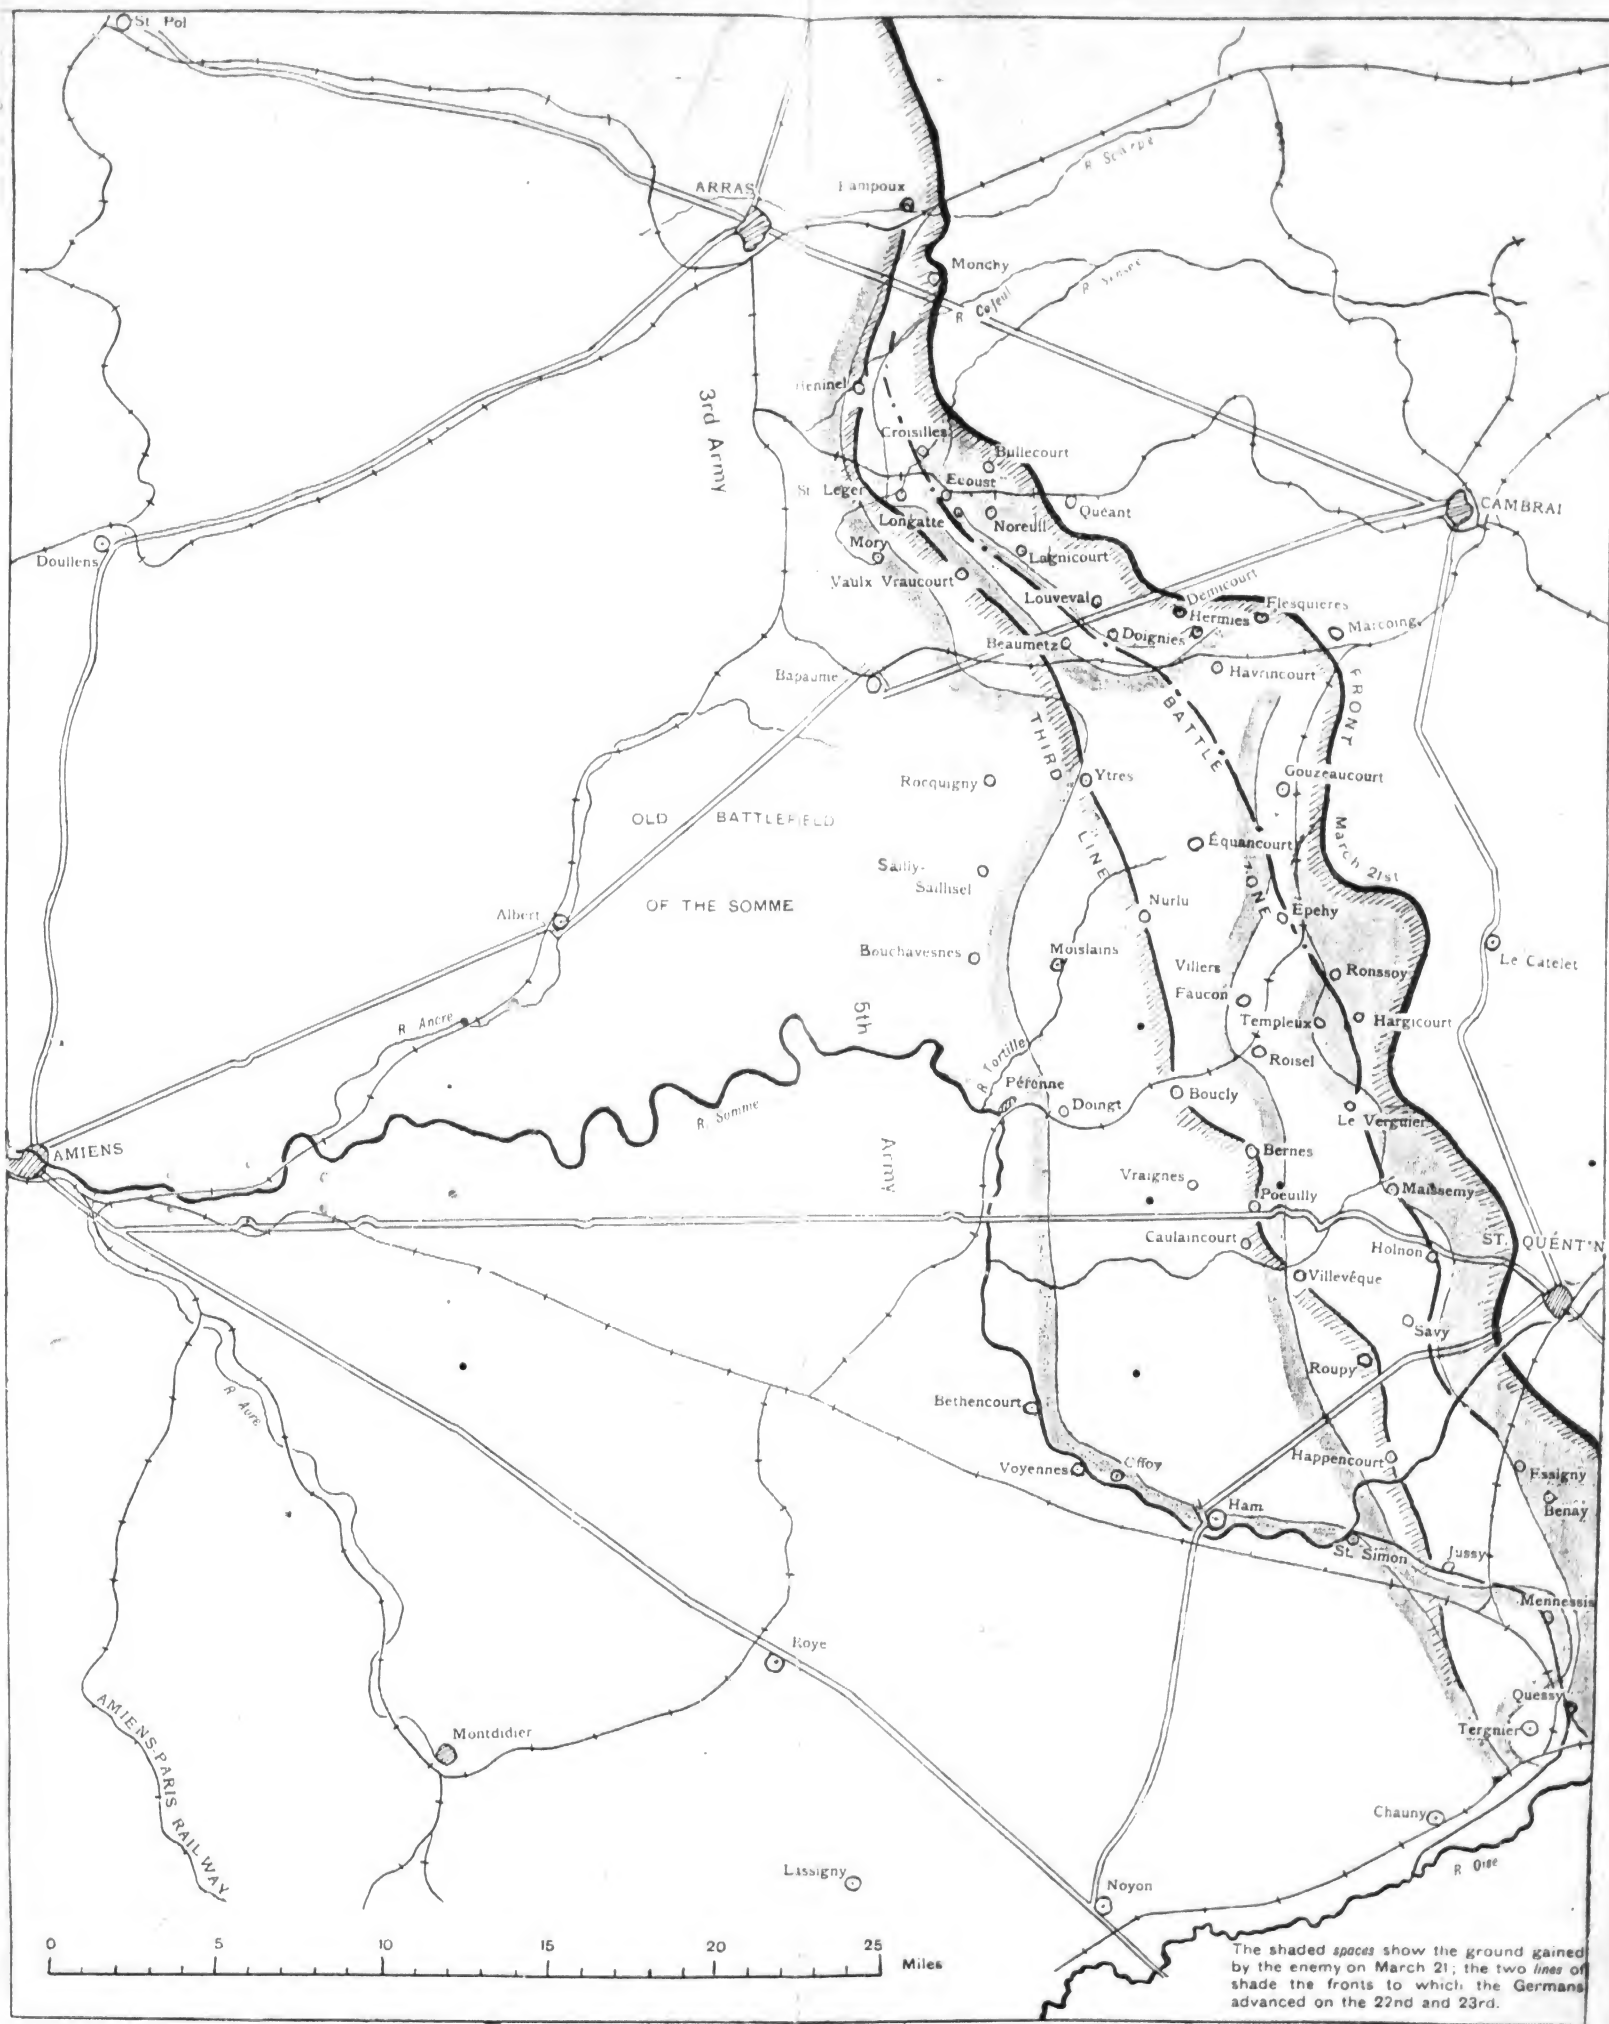 St Pol
ARRAS
Fampoux
R Scarpe
Monchy
R Cojeul
R Sensee
Heninel
3rd Army
Croisilles
Bullecourt
St Leger
Ecoust
Quéant
CAMBRAI
Longatte
Noreuil
Doullens
Mory
Lagnicourt
Vaulx Vraucourt
Louveval
Demicourt
Hermies
Flesquieres
Marcoing
Beaumetz
Doignies
Bapaume
Havrincourt
FRONT
March 21st
THIRD LINE
BATTLE ZONE
Rocquigny
Ytres
Gouzeaucourt
OLD BATTLEFIELD
OF THE SOMME
Équancourt
Sailly-
Saillisel
Albert
Nurlu
Epehy
Bouchavesnes
Moislains
Villers
Faucon
Ronssoy
Le Catelet
5th Army
R. Ancre
Templeux
Hargicourt
Roisel
R Tortille
Péronne
Doingt
Boucly
R. Somme
Le Verguier
AMIENS
Bernes
Vraignes
Poeuilly
Maissemy
Caulaincourt
Holnon
ST. QUENT'N
Villevêque
Savy
Roupy
R Avre
Bethencourt
Voyennes
Offoy
Happencourt
Essigny
Benay
Ham
St. Simon
Jussy
Mennessis
Roye
Quessy
Tergnier
Montdidier
AMIENS-PARIS RAILWAY
Chauny
R Oise
Lassigny
Noyon
0 5 10 15 20 25 Miles
The shaded spaces show the ground gained
by the enemy on March 21; the two lines of
shade the fronts to which the Germans
advanced on the 22nd and 23rd.